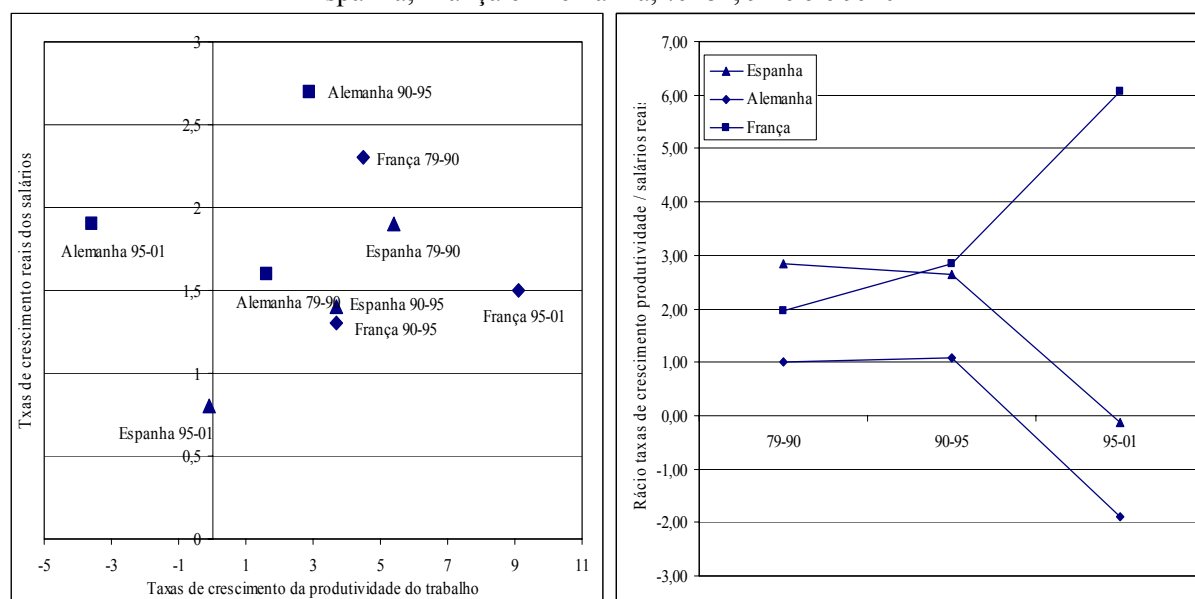 3
Alemanha 90-95
2,5
França 79-90
2
Alemanha 95-01
Espanha 79-90
1,5
Alemanha 79-90
Espanha 90-95
França 90-95
França 95-01
1
Espanha 95-01
0,5
0
-5 -3 -1 1 3 5 7 9 11
Taxas de crescimento da produtividade do trabalho
Txas de crescimento reais dos salários
7,00
6,00
5,00
4,00
3,00
2,00
1,00
0,00
-1,00
-2,00
-3,00
Espanha
Alemanha
França
79-90 90-95 95-01
Rácio taxas de crescimento produtividade / salários reais